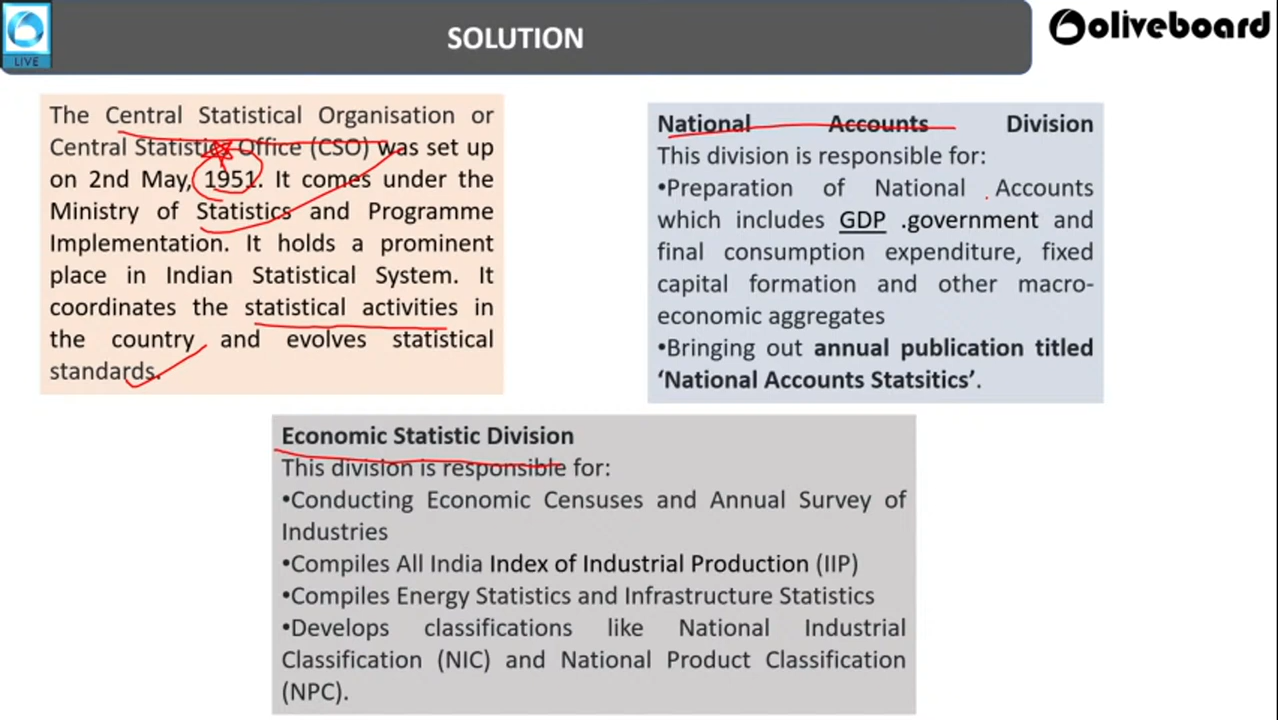 LIVE
SOLUTION
oliveboard
The Central Statistical Organisation or
Central Statistics Office (CSO) was set up
on 2nd May, 1951. It comes under the
Ministry of Statistics and Programme
Implementation. It holds a prominent
place in Indian Statistical System. It
coordinates the statistical activities in
the country and evolves statistical
standards.
National Accounts Division
This division is responsible for:
•Preparation of National Accounts
which includes GDP .government and
final consumption expenditure, fixed
capital formation and other macro-
economic aggregates
•Bringing out annual publication titled
‘National Accounts Statsitics’.
Economic Statistic Division
This division is responsible for:
•Conducting Economic Censuses and Annual Survey of
Industries
•Compiles All India Index of Industrial Production (IIP)
•Compiles Energy Statistics and Infrastructure Statistics
•Develops classifications like National Industrial
Classification (NIC) and National Product Classification
(NPC).